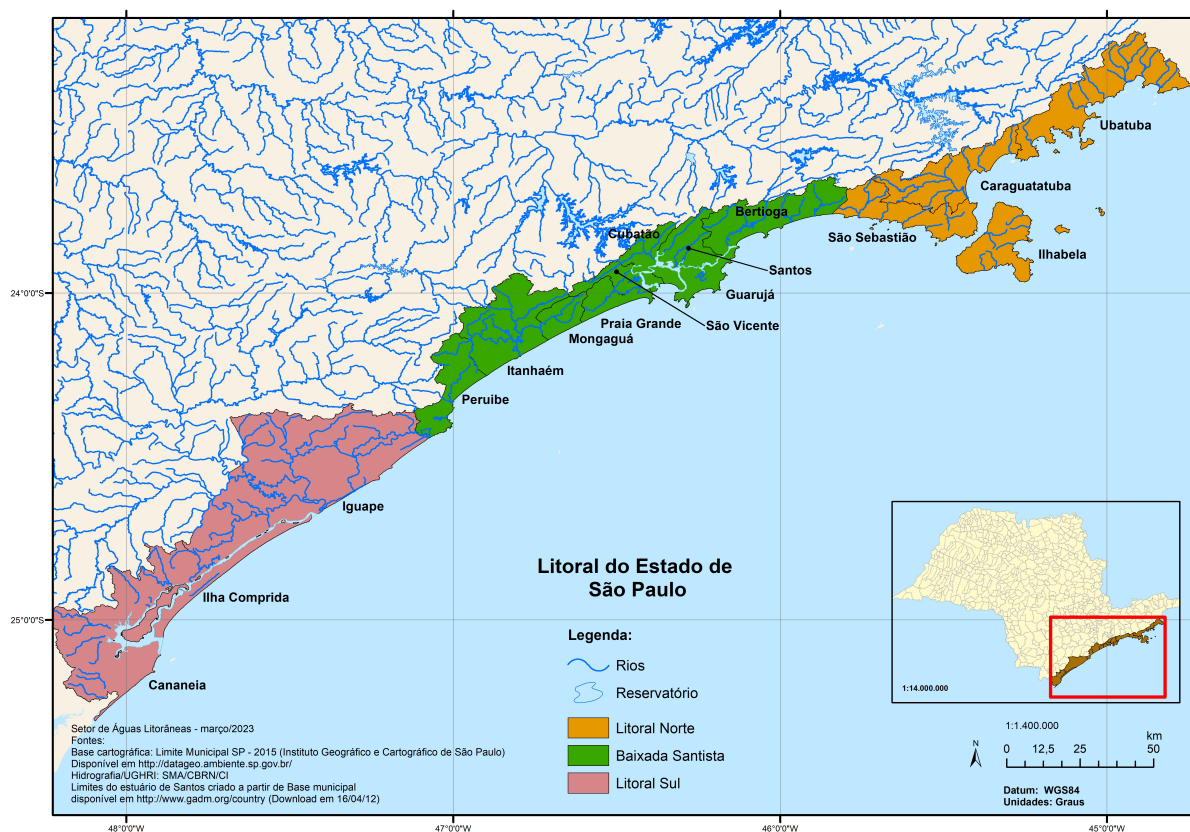 Ubatuba
Caraguatatuba
Bertioga
Cubatão
São Sebastião
Ilhabela
Santos
24°0'0"S
Guarujá
Praia Grande
São Vicente
Mongaguá
Itanhaém
Peruibe
Iguape
Litoral do Estado de
São Paulo
Ilha Comprida
25°0'0"S
Legenda:
Rios
Reservatório
Cananeia
1:14.000.000
Litoral Norte
Baixada Santista
Litoral Sul
Setor de Águas Litorâneas - março/2023
Fontes:
Base cartográfica: Limite Municipal SP - 2015 (Instituto Geográfico e Cartográfico de São Paulo)
Disponível em http://datageo.ambiente.sp.gov.br/
Hidrografia/UGHRI: SMA/CBRN/CI
Limites do estuário de Santos criado a partir de Base municipal
disponível em http://www.gadm.org/country (Download em 16/04/12)
1:1.400.000
km
N
0 12,5 25 50
Datum: WGS84
Unidades: Graus
48°0'0"W 47°0'0"W 46°0'0"W 45°0'0"W